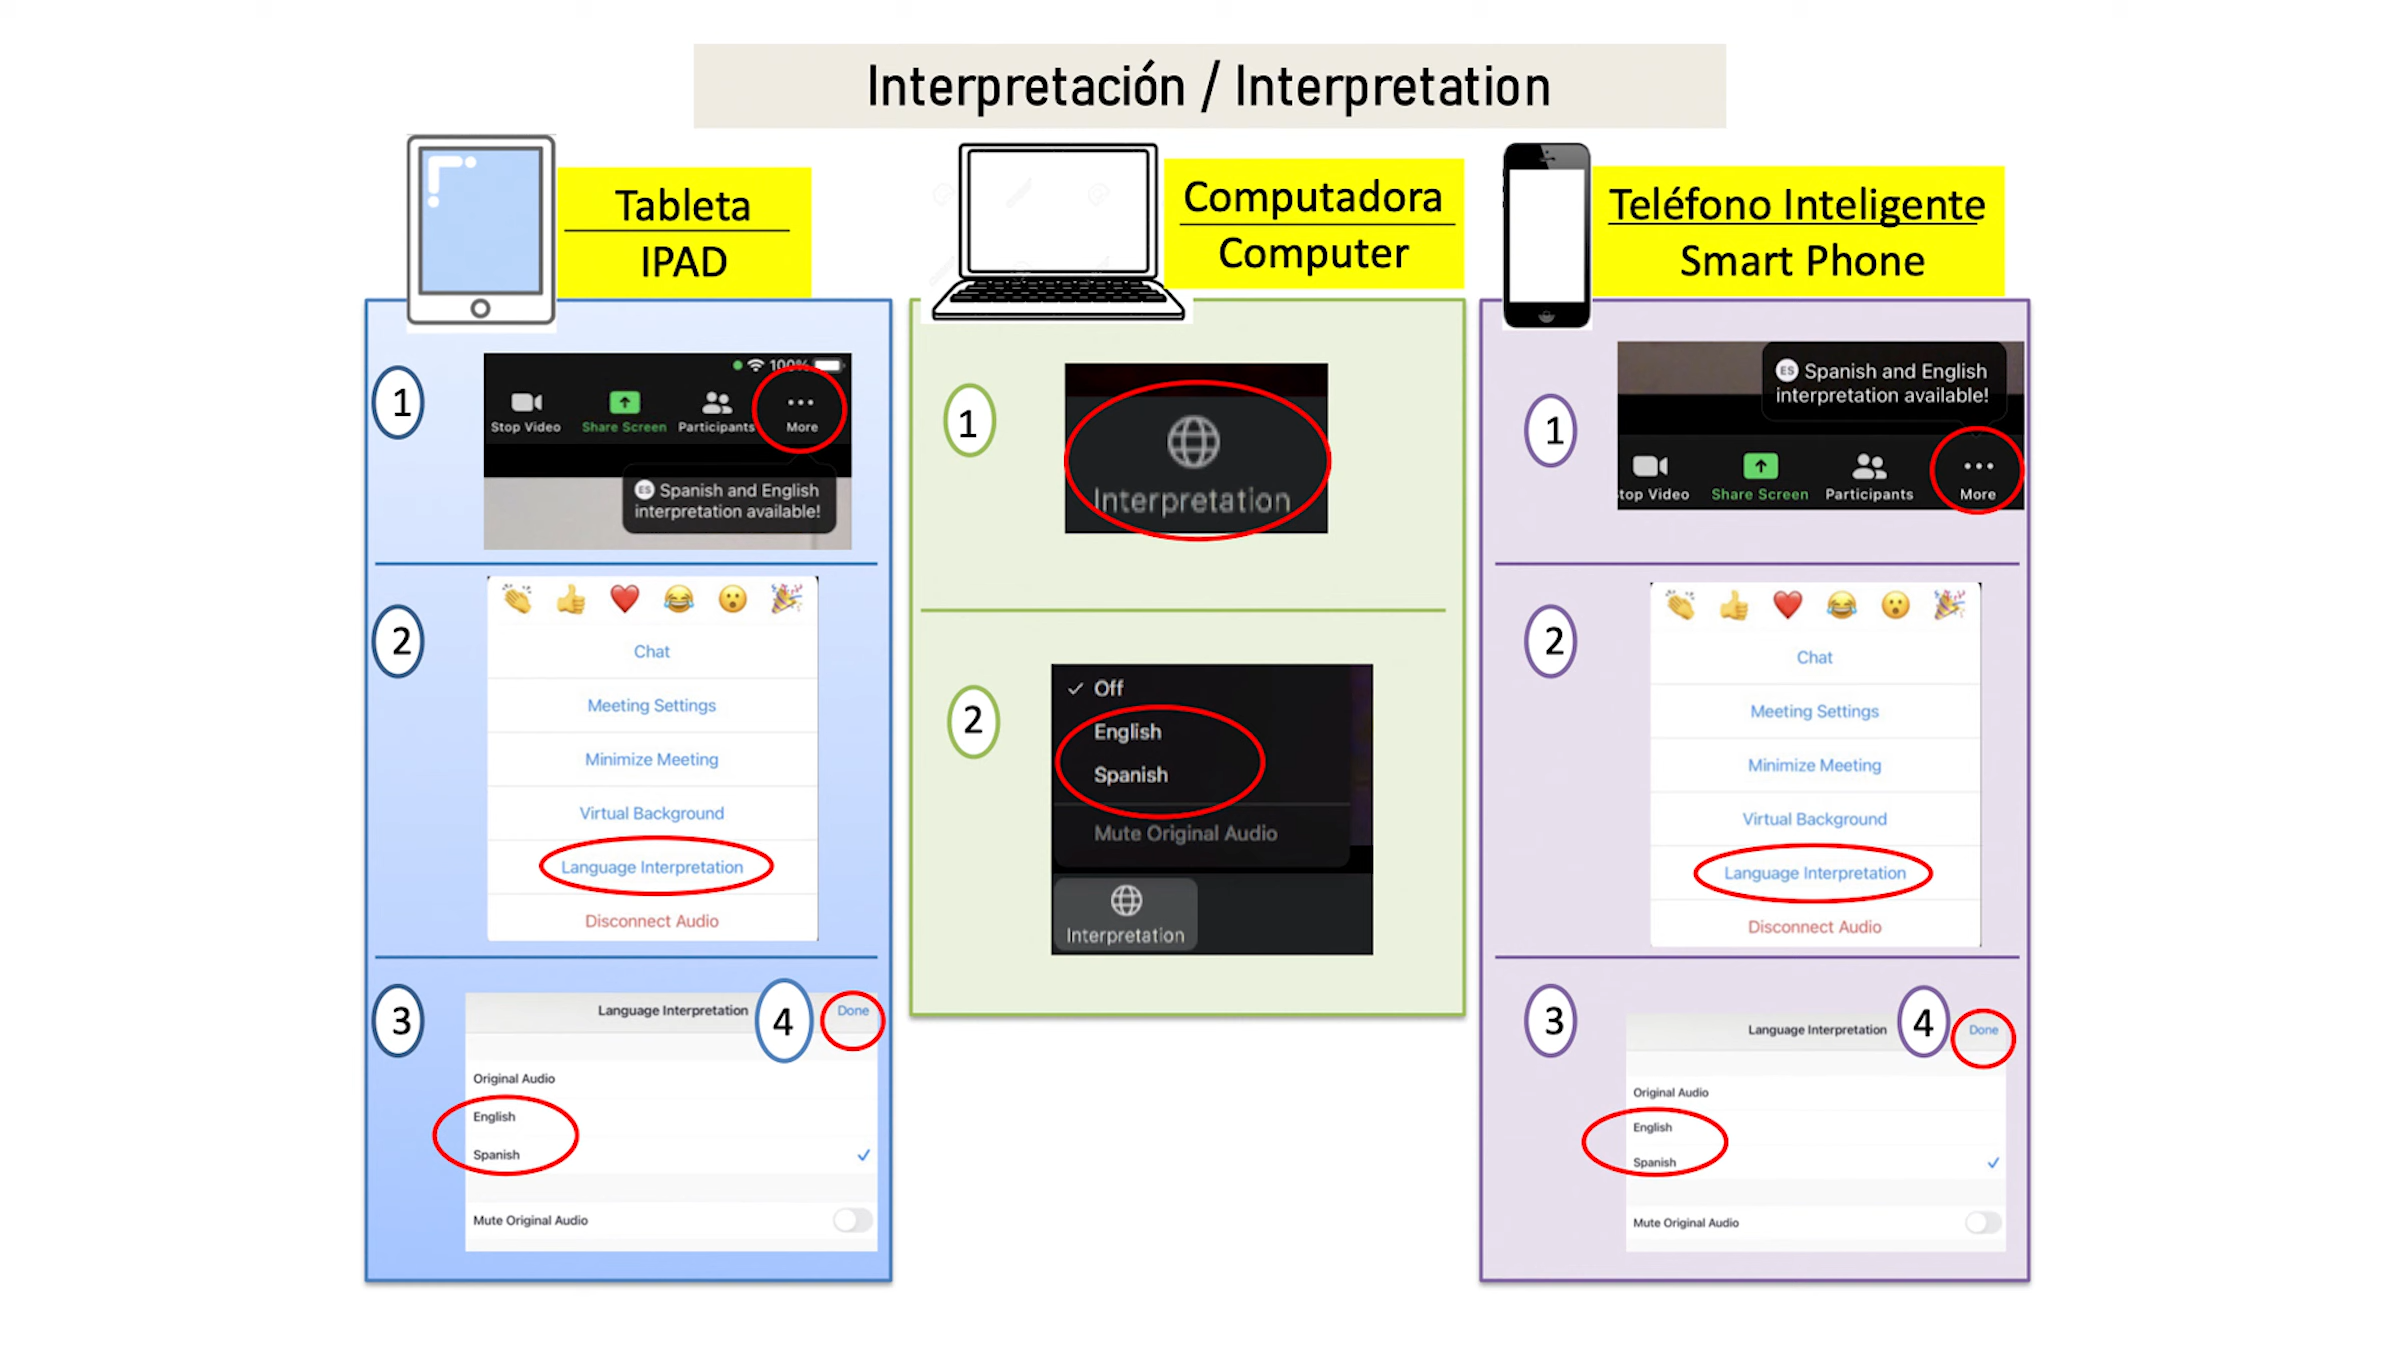 Interpretación / Interpretation
Tableta
IPAD
1
100%
Stop Video
Share Screen
Participants
More
ES Spanish and English
interpretation available!
2
Chat
Meeting Settings
Minimize Meeting
Virtual Background
Language Interpretation
Disconnect Audio
3
Language Interpretation
4
Done
Original Audio
English
Spanish
Mute Original Audio
Computadora
Computer
1
Interpretation
2
Off
English
Spanish
Mute Original Audio
Interpretation
Teléfono Inteligente
Smart Phone
1
ES Spanish and English
interpretation available!
top Video
Share Screen
Participants
More
2
Chat
Meeting Settings
Minimize Meeting
Virtual Background
Language Interpretation
Disconnect Audio
3
Language Interpretation
4
Done
Original Audio
English
Spanish
Mute Original Audio